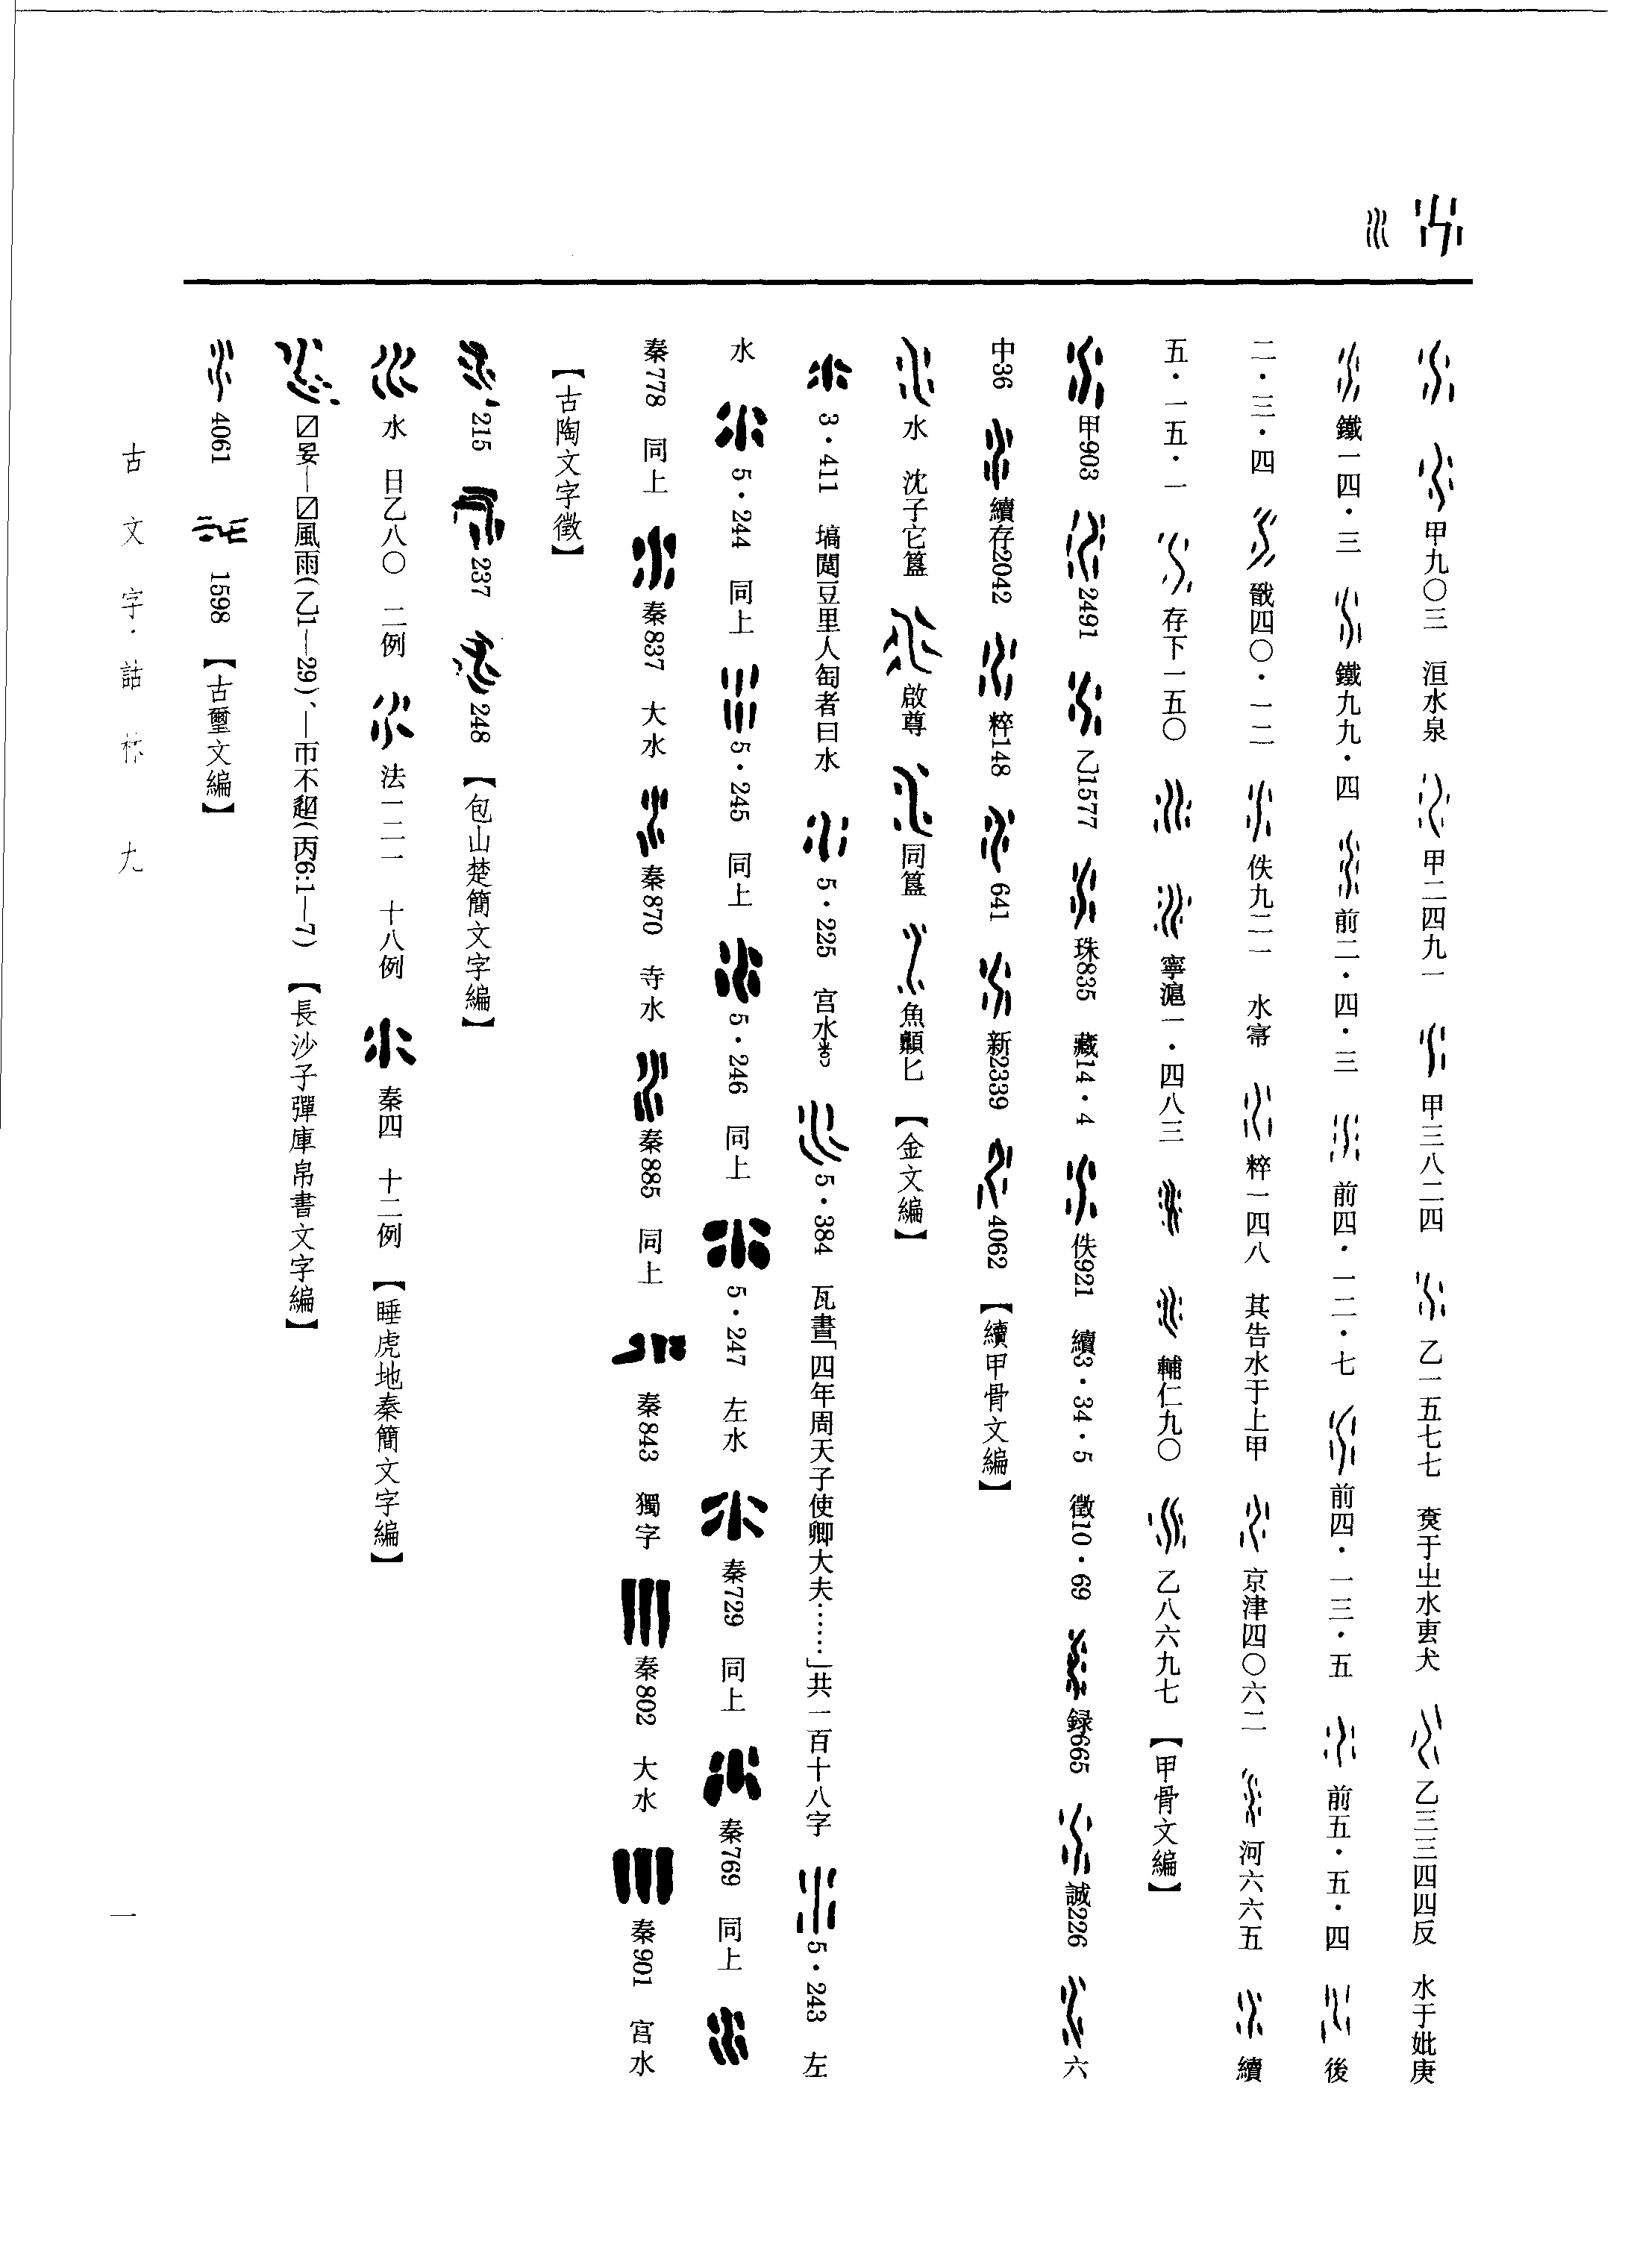 甲九〇三　洹水泉　甲二四九一　甲三八二四　乙一五七七　于㞢水叀犬　乙三三四四反　水于妣庚
鐵一四・三　鐵九九・四　前二・四・三　前四・一二・七　前四・一三・五　前五・五・四　後
二・三・四　戩四〇・一二　佚九二一　水㝛　粹一四八　其告水于上甲　京津四〇六二　河六六五　續
五・一五・一　存下一五〇　寧滬一・四八三　輔仁九〇　乙八六九七　【甲骨文編】
甲903　2491　乙1577　珠835　藏14・4　佚921　續3・34・5　徵10・69　録665　誠226　六
中36　續存2042　粹148　641　新2339　4062　【續甲骨文編】
水　沈子它簋　啟尊　同簋　魚顛匕　【金文編】
3・411　塙閭豆里人匋者曰水　5・225　宮水　5・384　瓦書「四年周天子使卿大夫……」共一百十八字　5・243　左
水　5・244　同上　5・245　同上　5・246　同上　5・247　左水　秦729　同上　秦769　同上
秦778　同上　秦837　大水　秦870　寺水　秦885　同上　秦843　獨字　秦802　大水　秦901　宮水
【古陶文字徵】
215　237　248　【包山楚簡文字編】
水　日乙八〇　二例　法一二一　十八例　秦四　十二例　【睡虎地秦簡文字編】
☑妟—☑風雨(乙1—29)、—帀不(丙6:1—7)　【長沙子彈庫帛書文字編】
4061　1598　【古璽文編】
古文字·詁林　九
一